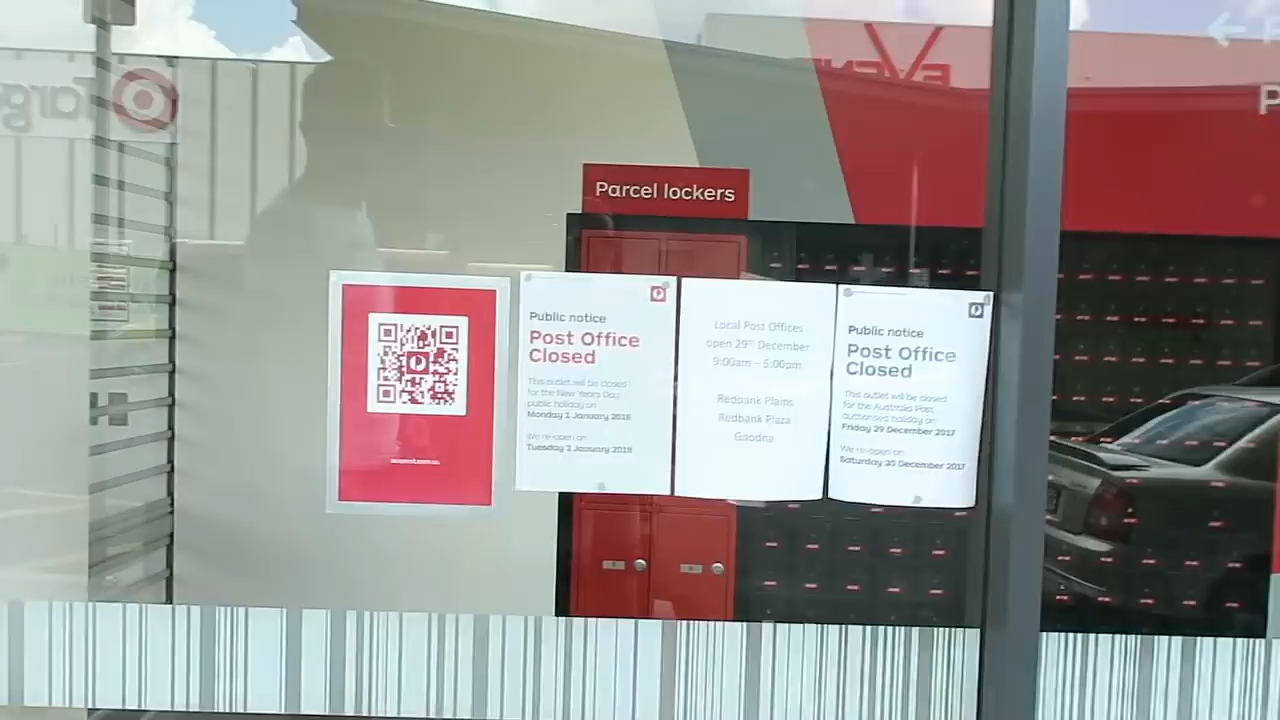 Parcel lockers
Public notice
Post Office
Closed
This outlet will be closed
for the New Years Day
public holiday on
Monday 1 January 2018
We re-open on
Tuesday 2 January 2018
Local Post Offices
open 29th December
9:00am – 5:00pm
Redbank Plains
Redbank Plaza
Goodna
Public notice
Post Office
Closed
This outlet will be closed
for the Australia Post
authorised holiday on
Friday 29 December 2017
We re-open on
Saturday 30 December 2017
Targe
P